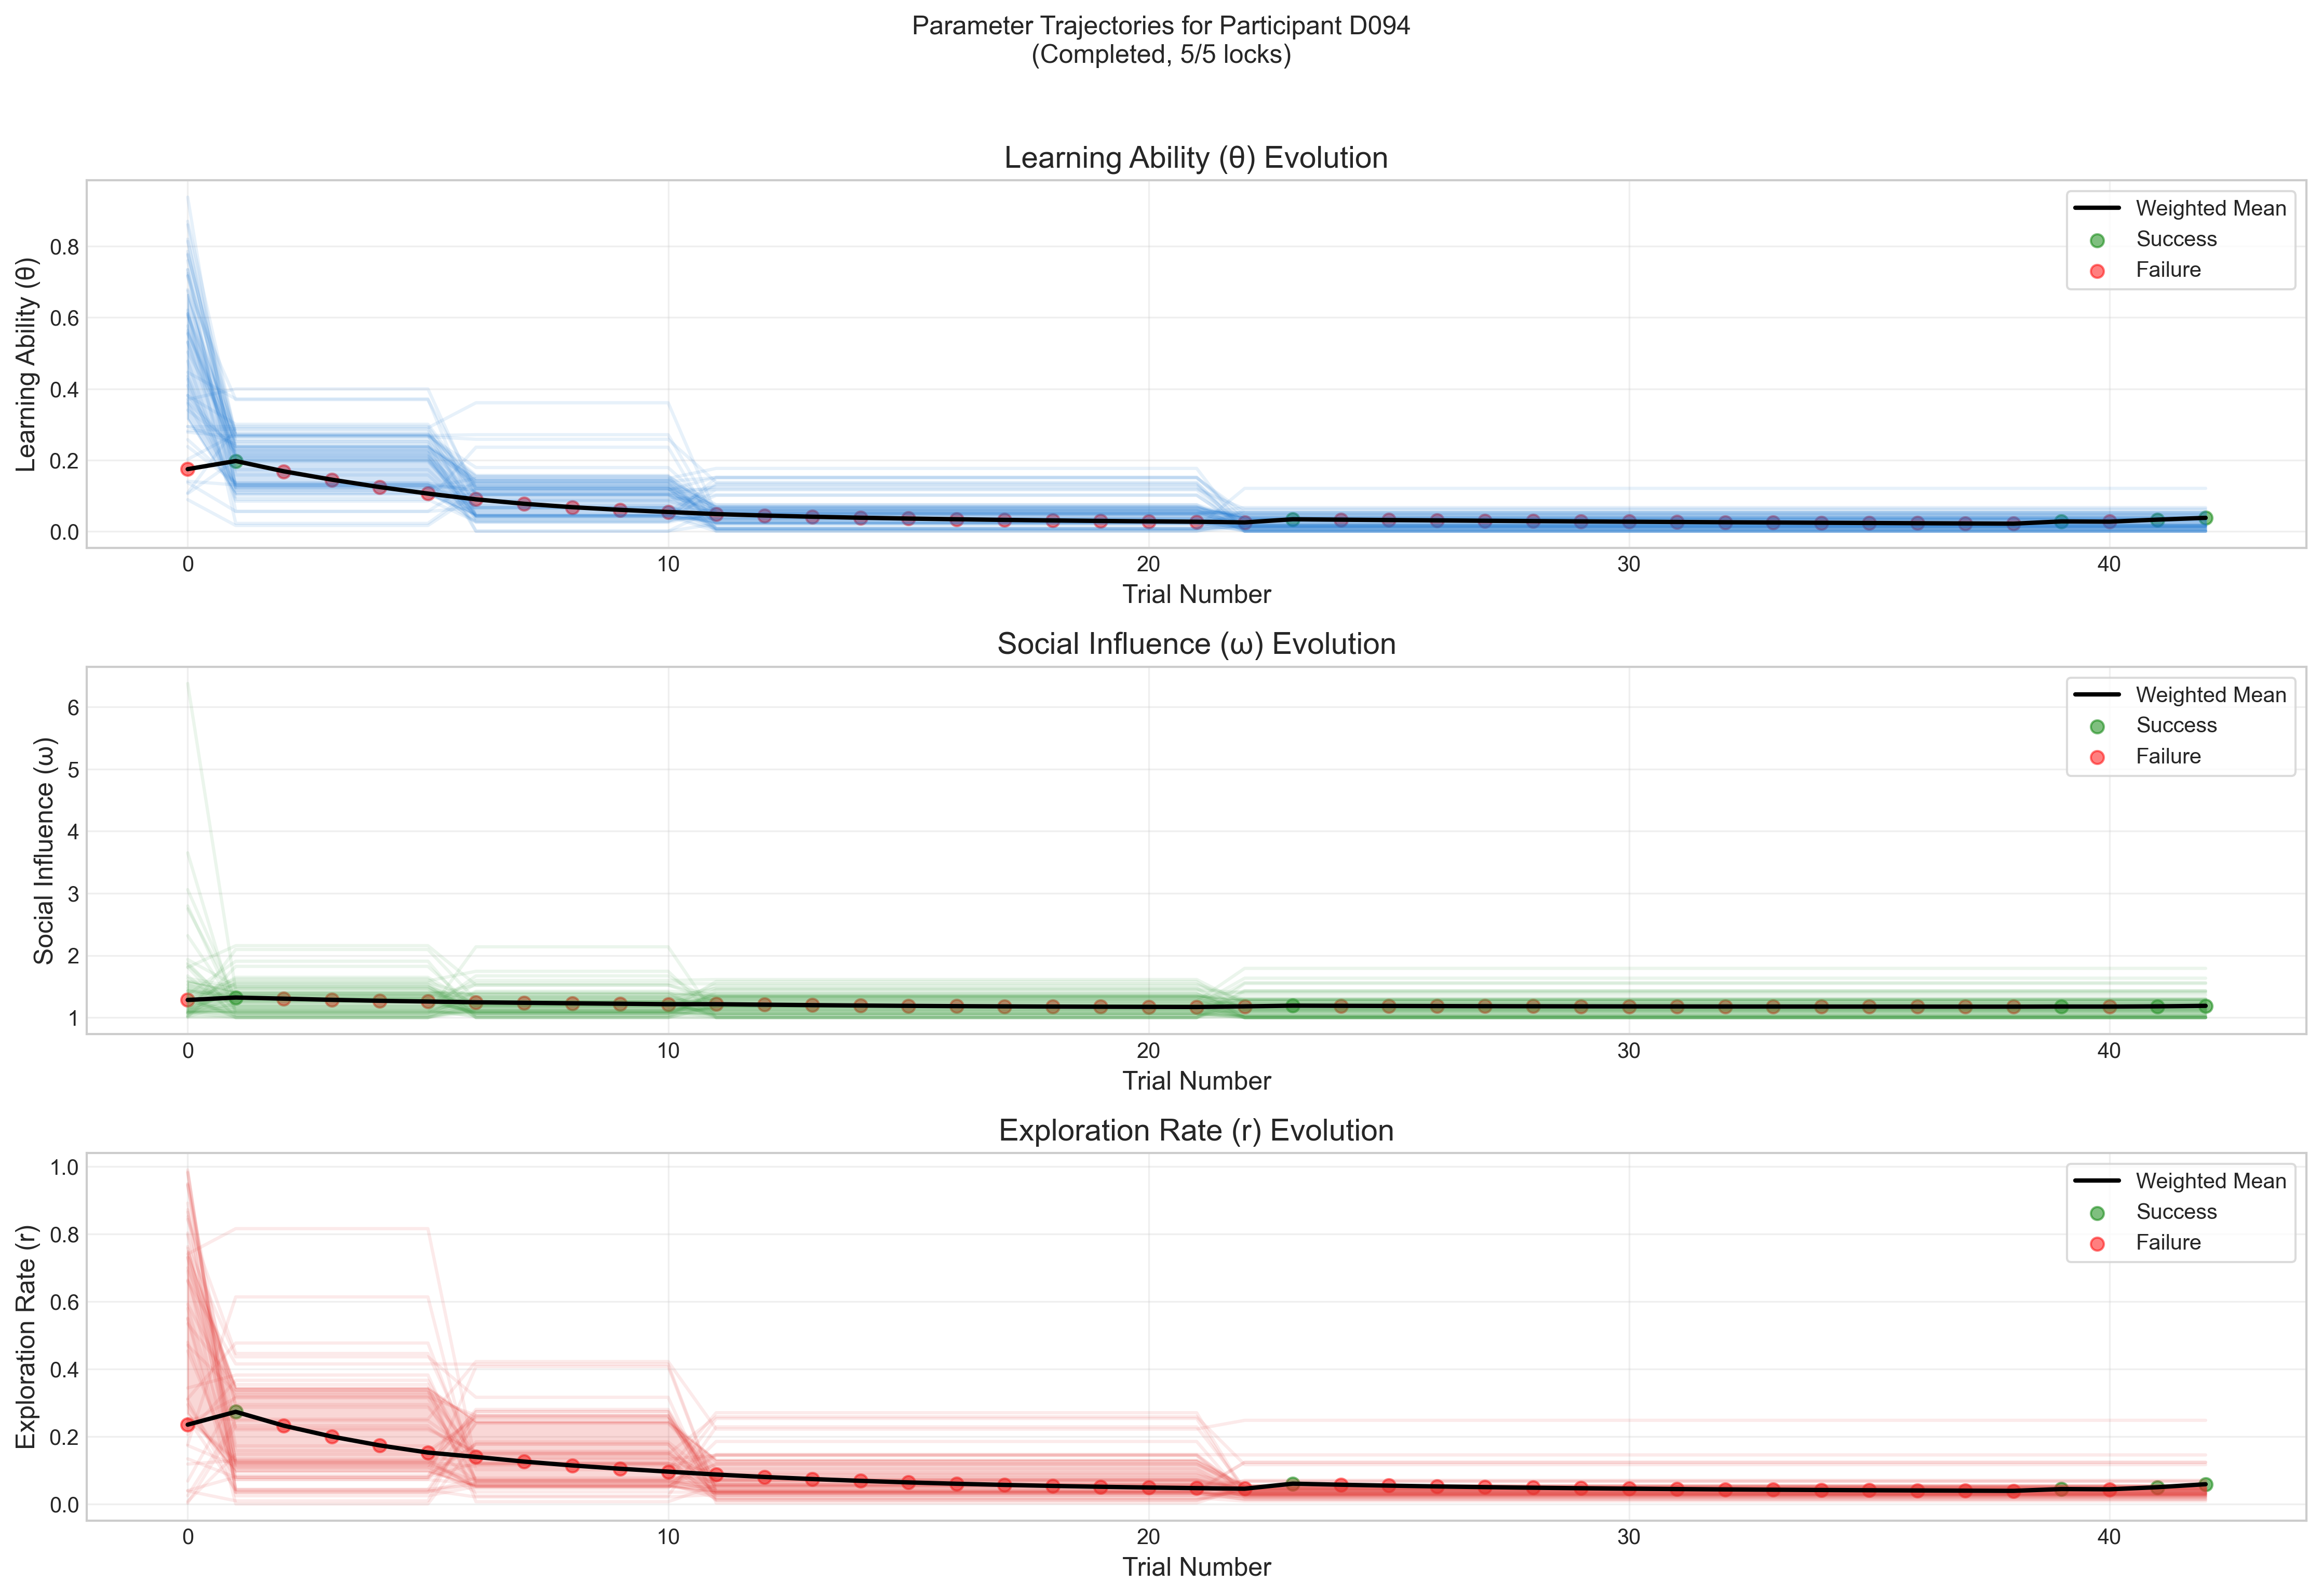 Parameter Trajectories for Participant D094
(Completed, 5/5 locks)
Learning Ability (θ) Evolution
Learning Ability (θ)
0.8
0.6
0.4
0.2
0.0
Weighted Mean
Success
Failure
0 10 20 30 40
Trial Number
Social Influence (ω) Evolution
Social Influence (ω)
6
5
4
3
2
1
Weighted Mean
Success
Failure
0 10 20 30 40
Trial Number
Exploration Rate (r) Evolution
Exploration Rate (r)
1.0
0.8
0.6
0.4
0.2
0.0
Weighted Mean
Success
Failure
0 10 20 30 40
Trial Number